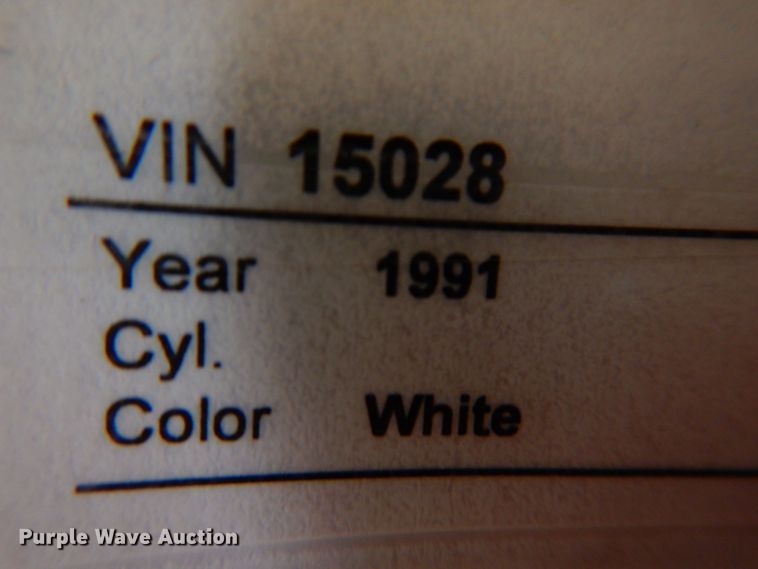 VIN 15028
Year 1991
Cyl.
Color White
Purple Wave Auction